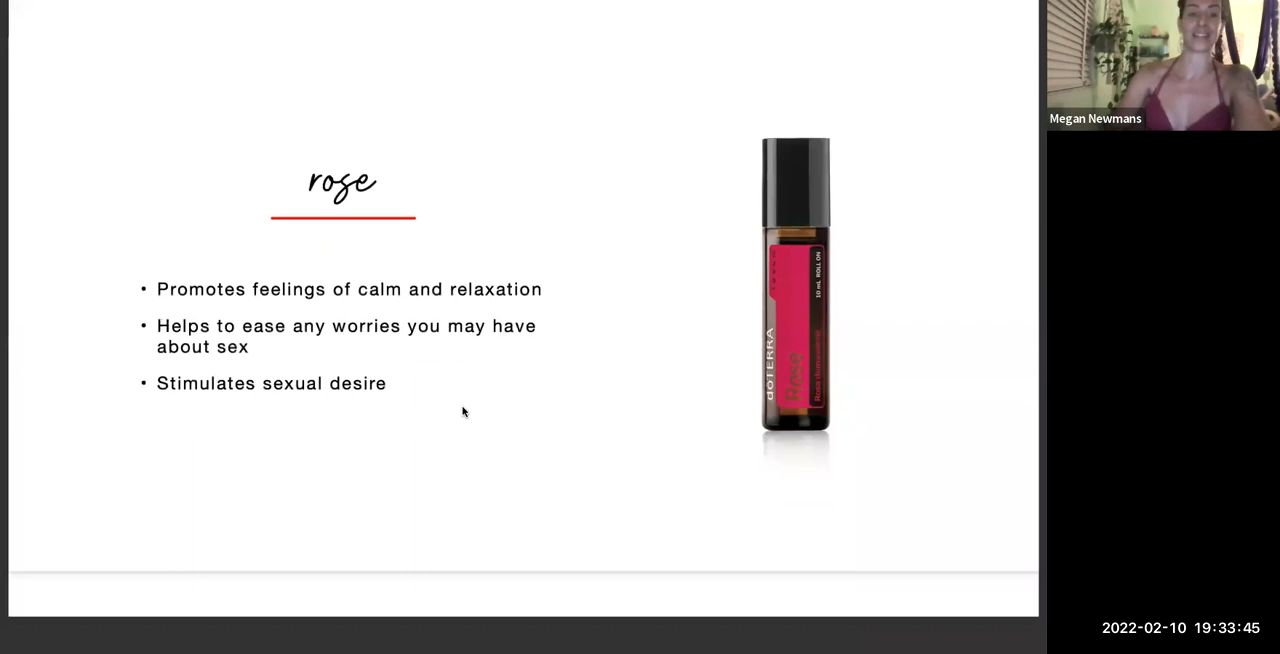 Megan Newmans
rose
• Promotes feelings of calm and relaxation
• Helps to ease any worries you may have
about sex
• Stimulates sexual desire
dōTERRA
Rose
10 mL ROLL ON
2022-02-10 19:33:45